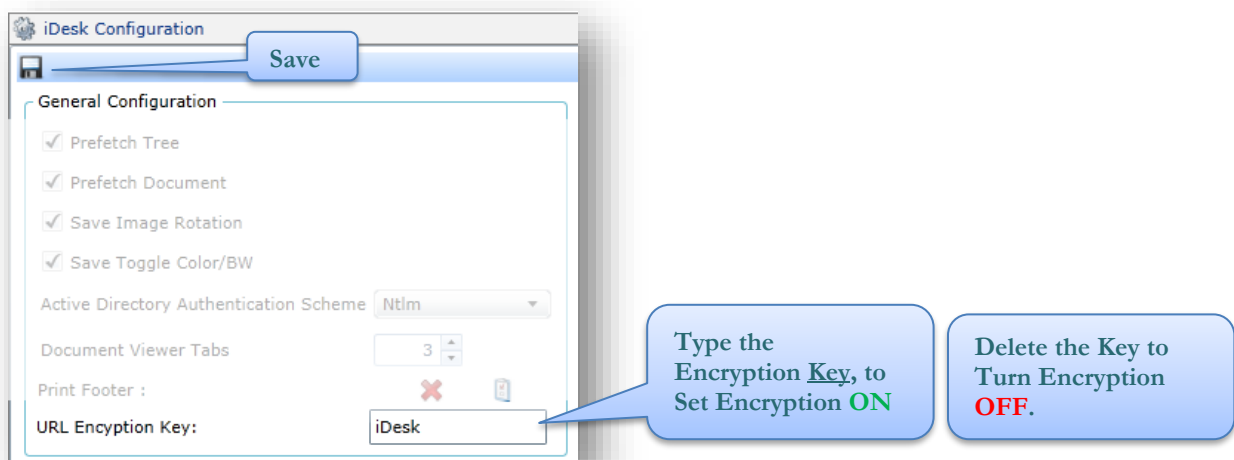 iDesk Configuration
Save
General Configuration
Prefetch Tree
Prefetch Document
Save Image Rotation
Save Toggle Color/BW
Active Directory Authentication Scheme Ntlm
Document Viewer Tabs 3
Print Footer :
URL Encyption Key: iDesk
Type the
Encryption Key, to
Set Encryption ON
Delete the Key to
Turn Encryption
OFF.